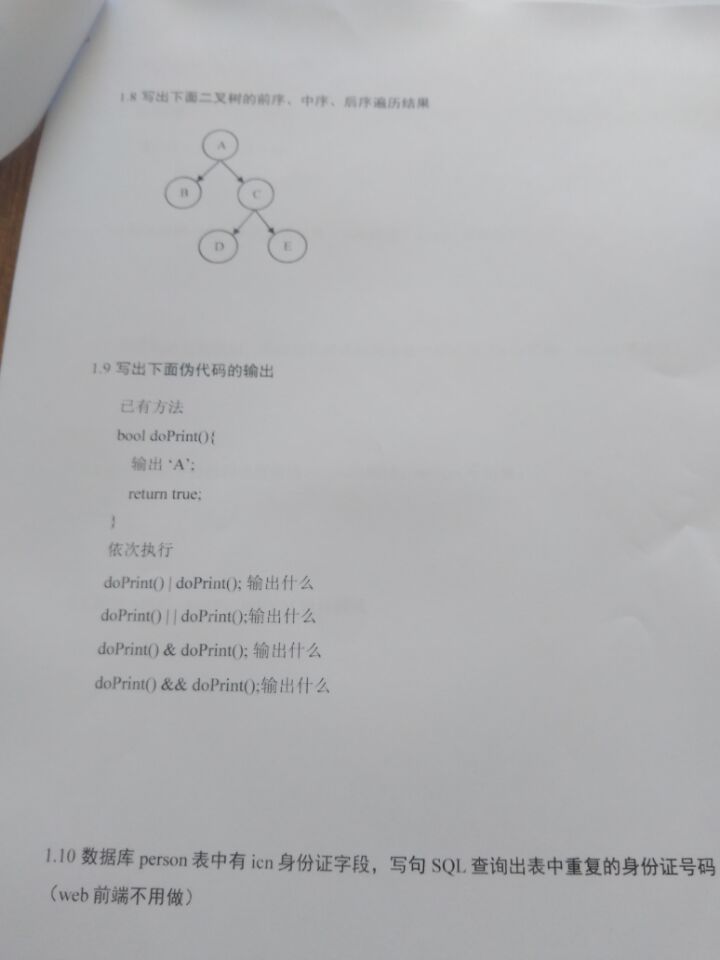 1.8 写出下面二叉树的前序、中序、后序遍历结果
A
B
C
D
E
1.9 写出下面伪代码的输出
已有方法
bool doPrint(){
输出 ‘A’;
return true;
}
依次执行
doPrint() | doPrint(); 输出什么
doPrint() | | doPrint();输出什么
doPrint() & doPrint(); 输出什么
doPrint() && doPrint();输出什么
1.10 数据库 person 表中有 icn 身份证字段，写句 SQL 查询出表中重复的身份证号码
（web 前端不用做）